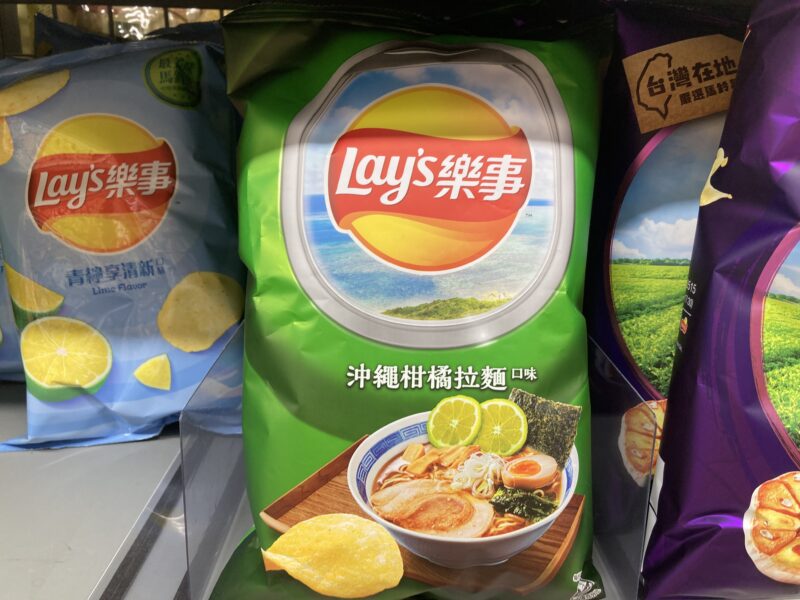 Lay's樂事
青檸享清新口味
Lime Flavor
Lay's樂事
TM
沖繩柑橘拉麵口味
台灣在地